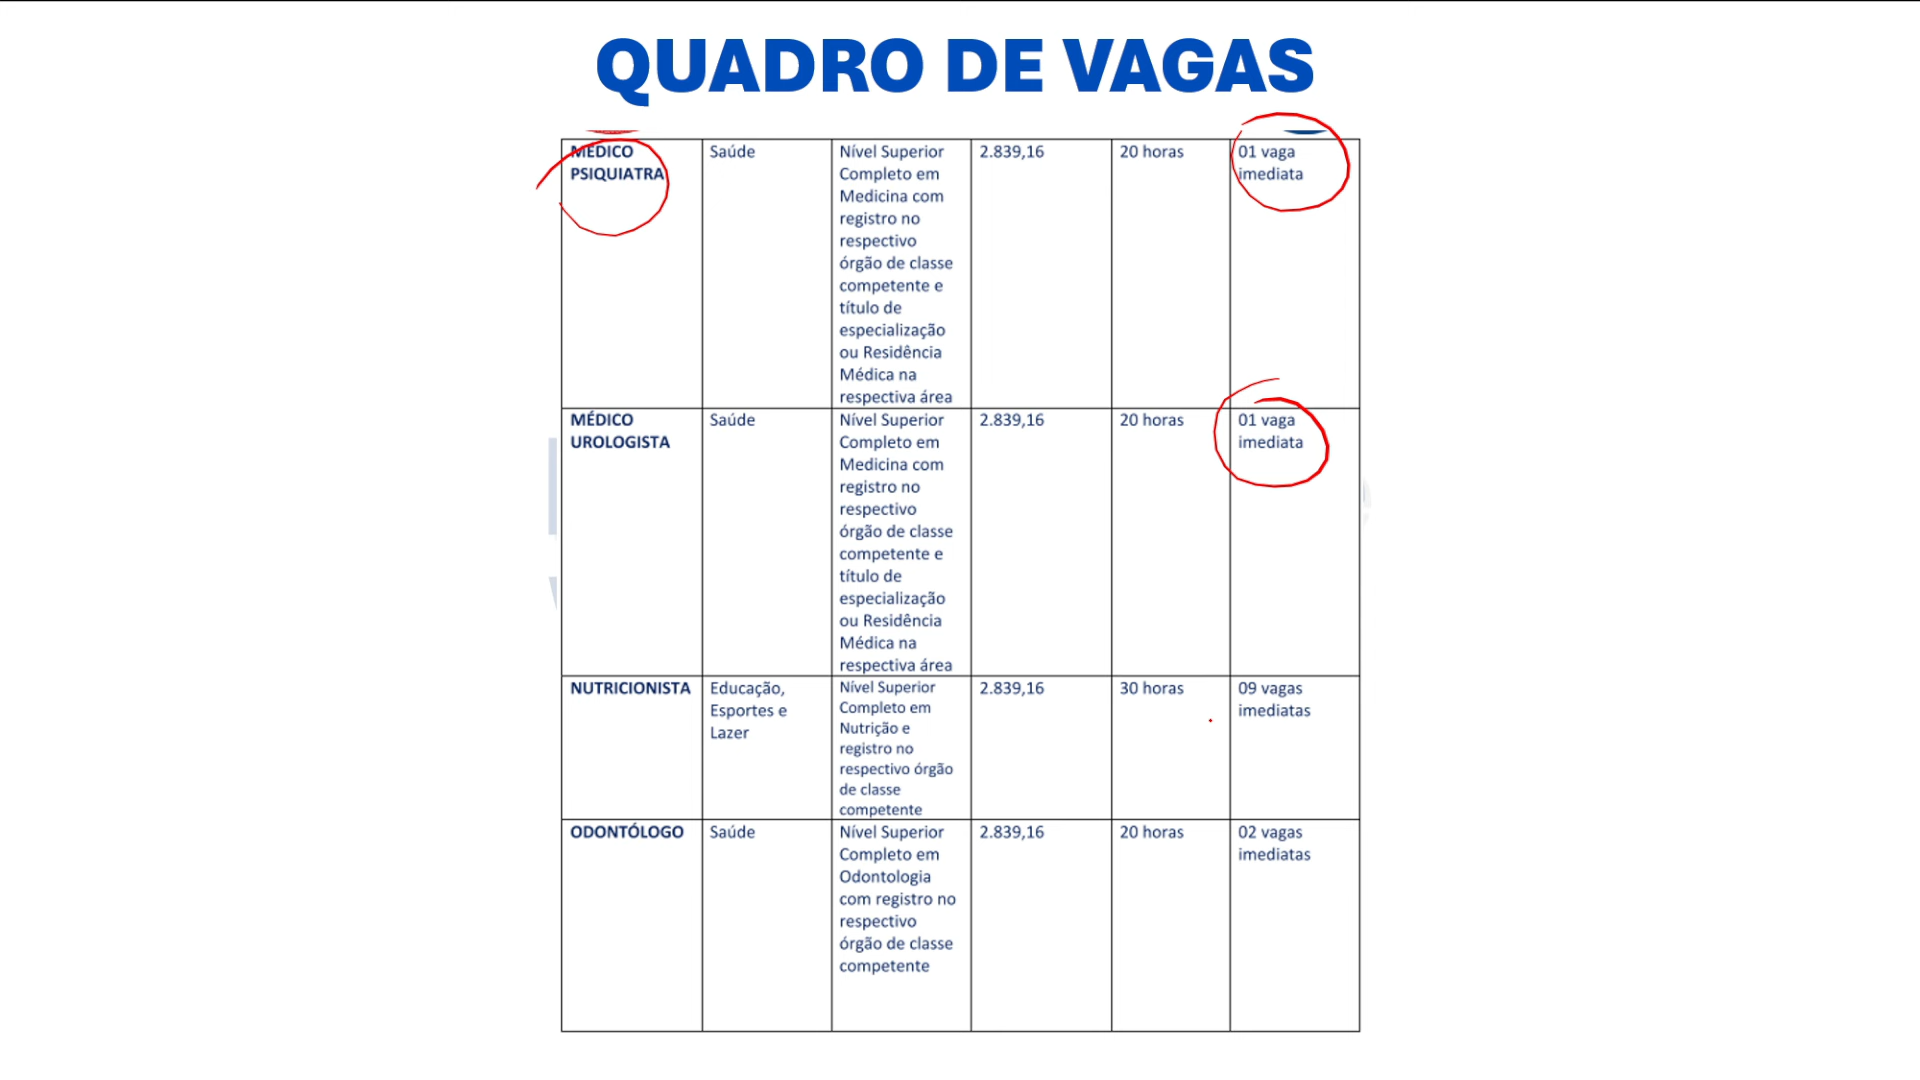 QUADRO DE VAGAS
MÉDICO
PSIQUIATRA
Saúde
Nível Superior
Completo em
Medicina com
registro no
respectivo
órgão de classe
competente e
título de
especialização
ou Residência
Médica na
respectiva área
2.839,16
20 horas
01 vaga
imediata
MÉDICO
UROLOGISTA
Saúde
Nível Superior
Completo em
Medicina com
registro no
respectivo
órgão de classe
competente e
título de
especialização
ou Residência
Médica na
respectiva área
2.839,16
20 horas
01 vaga
imediata
NUTRICIONISTA
Educação,
Esportes e
Lazer
Nível Superior
Completo em
Nutrição e
registro no
respectivo órgão
de classe
competente
2.839,16
30 horas
09 vagas
imediatas
ODONTÓLOGO
Saúde
Nível Superior
Completo em
Odontologia
com registro no
respectivo
órgão de classe
competente
2.839,16
20 horas
02 vagas
imediatas